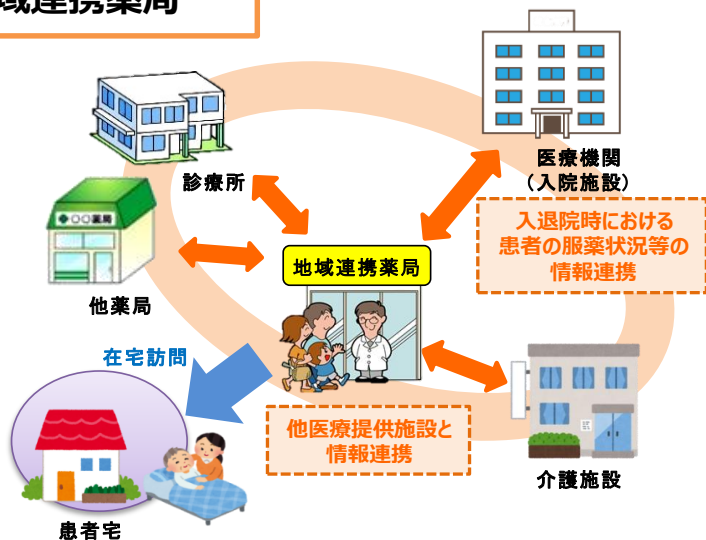 域連携薬局
診療所
医療機関
（入院施設）
入退院時における
患者の服薬状況等の
情報連携
○○薬局
他薬局
地域連携薬局
在宅訪問
他医療提供施設と
情報連携
介護施設
患者宅